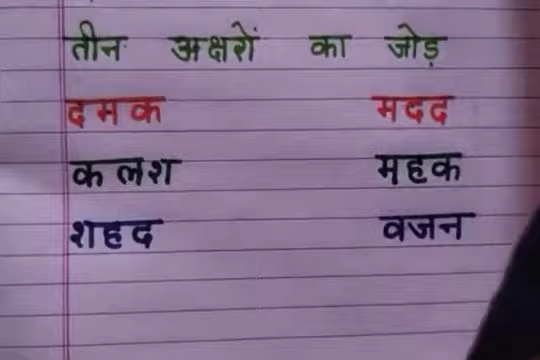 तीन अक्षरों का जोड़
दमक मदद
कलश महक
शहद वजन